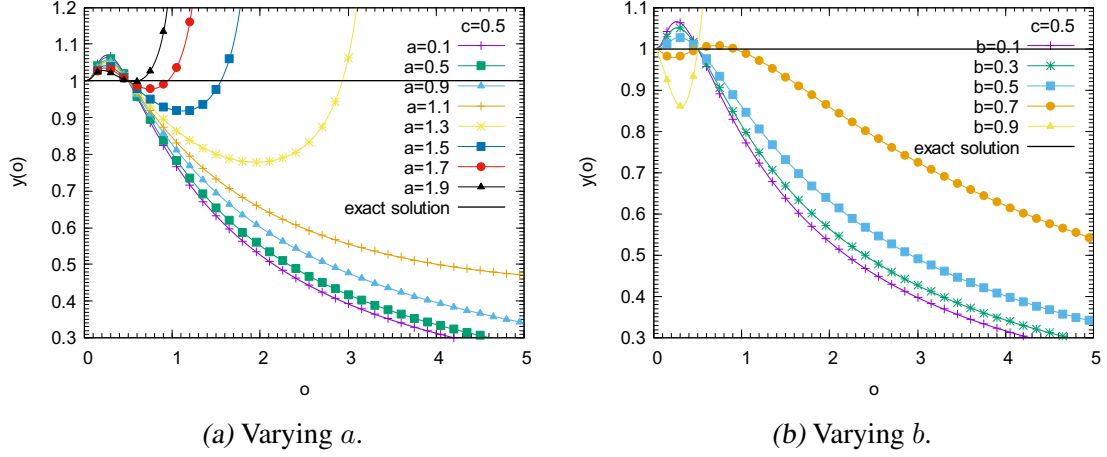 1.2
1.1
1
0.9
0.8
0.7
0.6
0.5
0.4
0.3
0
1
2
3
4
5
y(o)
o
c=0.5
a=0.1
a=0.5
a=0.9
a=1.1
a=1.3
a=1.5
a=1.7
a=1.9
exact solution
(a) Varying a.
1.1
1
0.9
0.8
0.7
0.6
0.5
0.4
0.3
0
1
2
3
4
5
y(o)
o
c=0.5
b=0.1
b=0.3
b=0.5
b=0.7
b=0.9
exact solution
(b) Varying b.